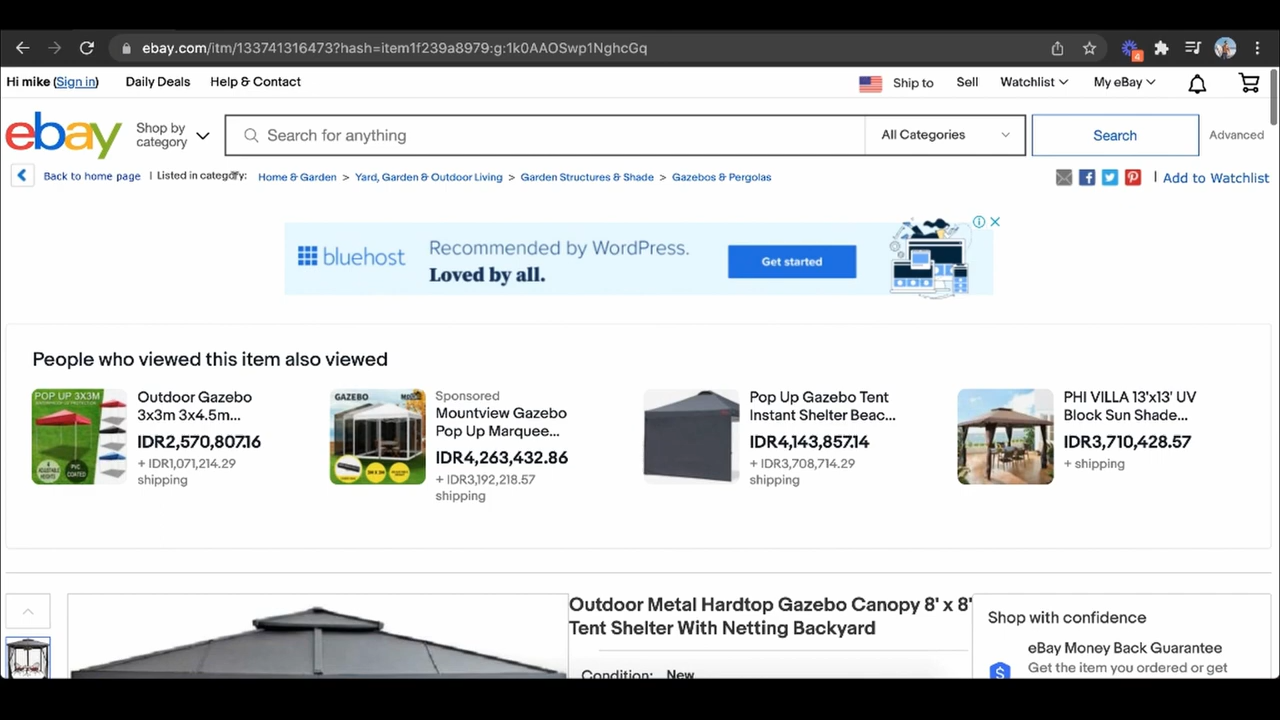 ebay.com/itm/133741316473?hash=item1f239a8979:g:1k0AAOSwp1NghcGq
4
Hi mike (Sign in) Daily Deals Help & Contact Ship to Sell Watchlist My eBay
ebay Shop by category Search for anything All Categories Search Advanced
Back to home page | Listed in category: Home & Garden > Yard, Garden & Outdoor Living > Garden Structures & Shade > Gazebos & Pergolas | Add to Watchlist
bluehost Recommended by WordPress.
Loved by all.
Get started
People who viewed this item also viewed
POP UP 3X3M
Outdoor Gazebo
3x3m 3x4.5m...
IDR2,570,807.16
+ IDR1,071,214.29
shipping
GAZEBO
Sponsored
Mountview Gazebo
Pop Up Marquee...
IDR4,263,432.86
+ IDR3,192,218.57
shipping
Pop Up Gazebo Tent
Instant Shelter Beac...
IDR4,143,857.14
+ IDR3,708,714.29
shipping
PHI VILLA 13'x13' UV
Block Sun Shade...
IDR3,710,428.57
+ shipping
Outdoor Metal Hardtop Gazebo Canopy 8' x 8'
Tent Shelter With Netting Backyard
Condition: New
Shop with confidence
eBay Money Back Guarantee
Get the item you ordered or get